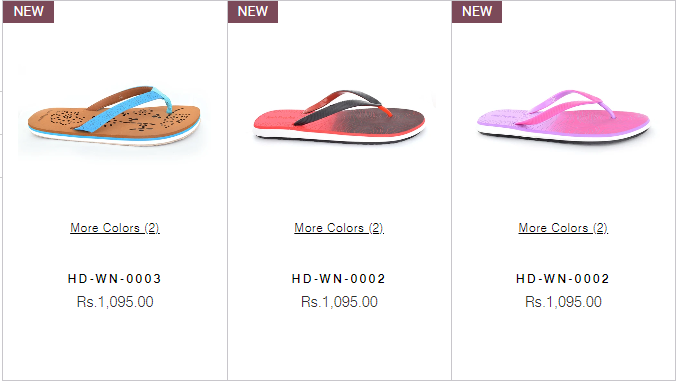 NEW
NEW
NEW
More Colors (2)
More Colors (2)
More Colors (2)
HD-WN-0003
HD-WN-0002
HD-WN-0002
Rs.1,095.00
Rs.1,095.00
Rs.1,095.00